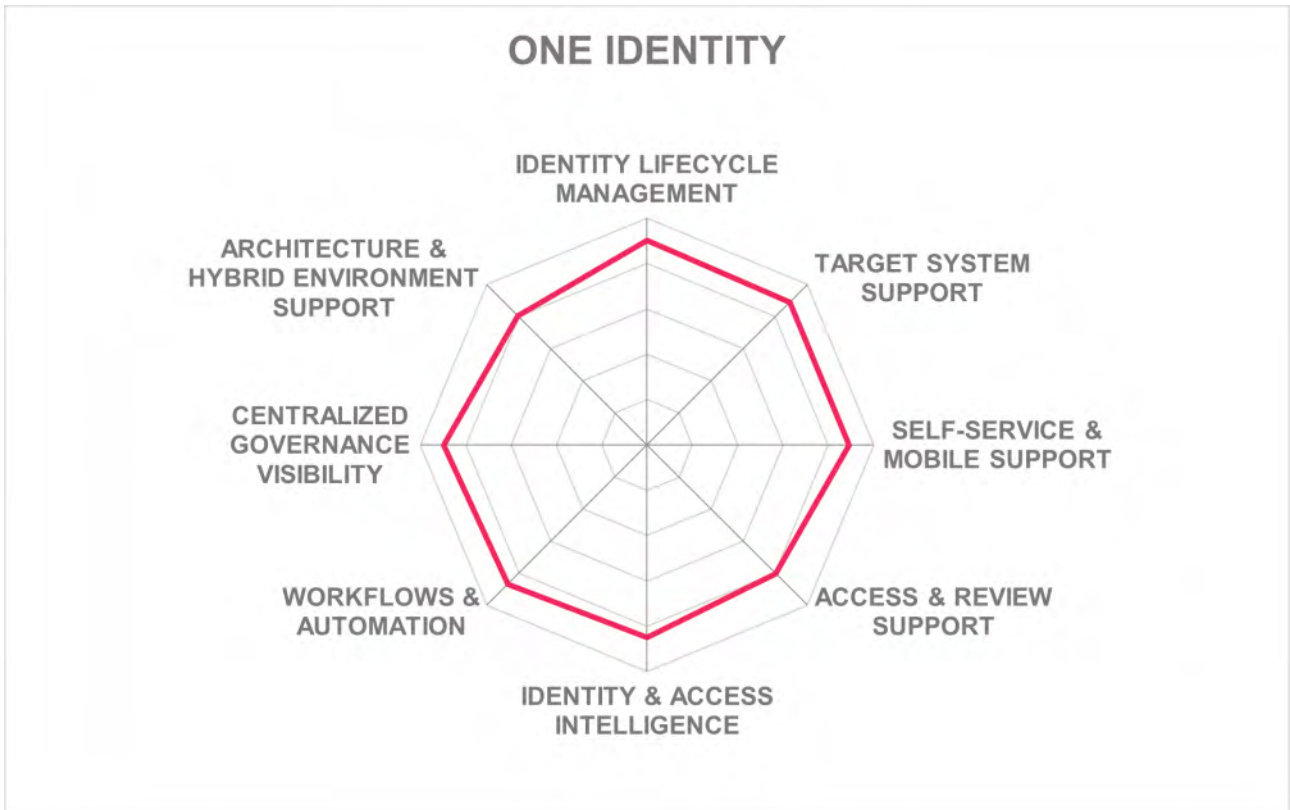 ONE IDENTITY
IDENTITY LIFECYCLE
MANAGEMENT
ARCHITECTURE &
HYBRID ENVIRONMENT
SUPPORT
TARGET SYSTEM
SUPPORT
CENTRALIZED
GOVERNANCE
VISIBILITY
SELF-SERVICE &
MOBILE SUPPORT
WORKFLOWS &
AUTOMATION
ACCESS & REVIEW
SUPPORT
IDENTITY & ACCESS
INTELLIGENCE